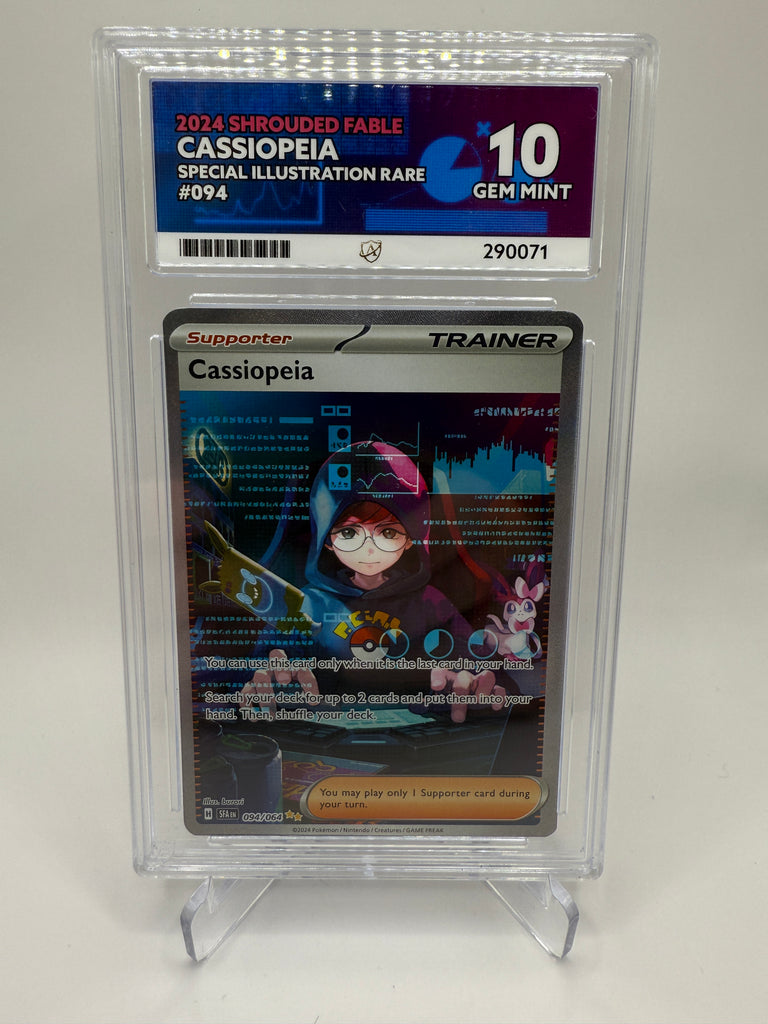 2024 SHROUDED FABLE
CASSIOPEIA
SPECIAL ILLUSTRATION RARE
#094
10
GEM MINT
290071
Supporter
TRAINER
Cassiopeia
You can use this card only when it is the last card in your hand.
Search your deck for up to 2 cards and put them into your
hand. Then, shuffle your deck.
You may play only 1 Supporter card during
your turn.
Illus. burari
H
SFA EN
094/064
©2024 Pokémon / Nintendo / Creatures / GAME FREAK